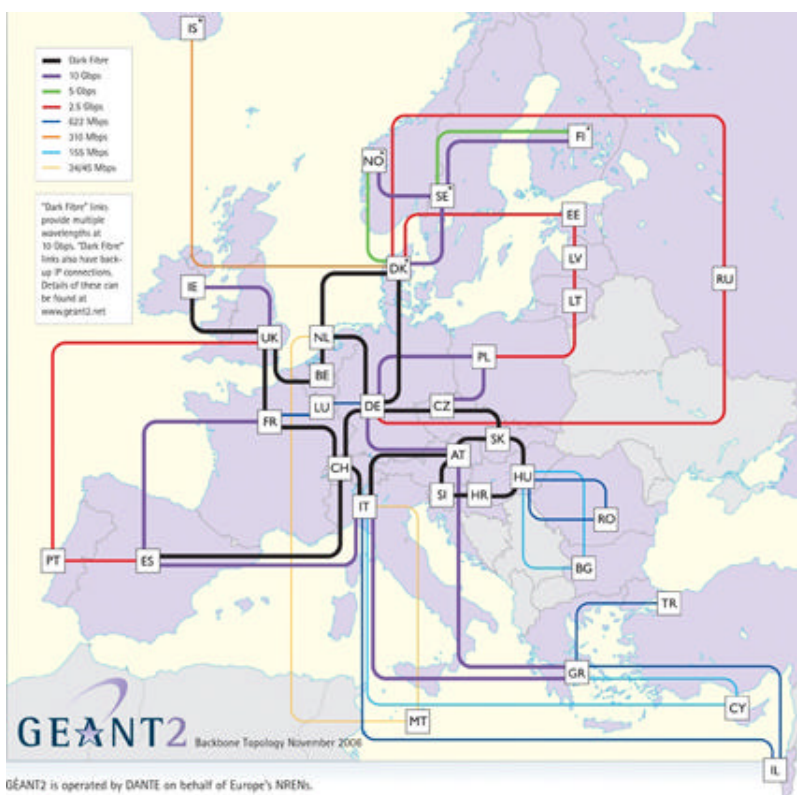 IS*
Dark Fibre
10 Gbps
5 Gbps
2.5 Gbps
622 Mbps
310 Mbps
155 Mbps
34/45 Mbps
"Dark Fibre" links
provide multiple
wavelengths at
10 Gbps. "Dark Fibre"
links also have back-
up IP connections.
Details of these can
be found at
www.geant2.net
NO*
FI*
SE*
EE
DK*
LV
RU
IE
LT
UK
NL
PL
BE
LU
DE
CZ
FR
SK
AT
CH
HU
SI
HR
IT
RO
PT
ES
BG
TR
GR
CY
MT
GEANT2 Backbone Topology November 2006
IL
GÉANT2 is operated by DANTE on behalf of Europe's NRENs.